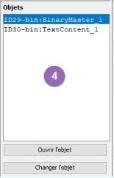 Objets
ID29-bin:BinaryMaster_1
ID30-bin:TextContent_1
4
Ouvrir l'objet
Changer l'objet